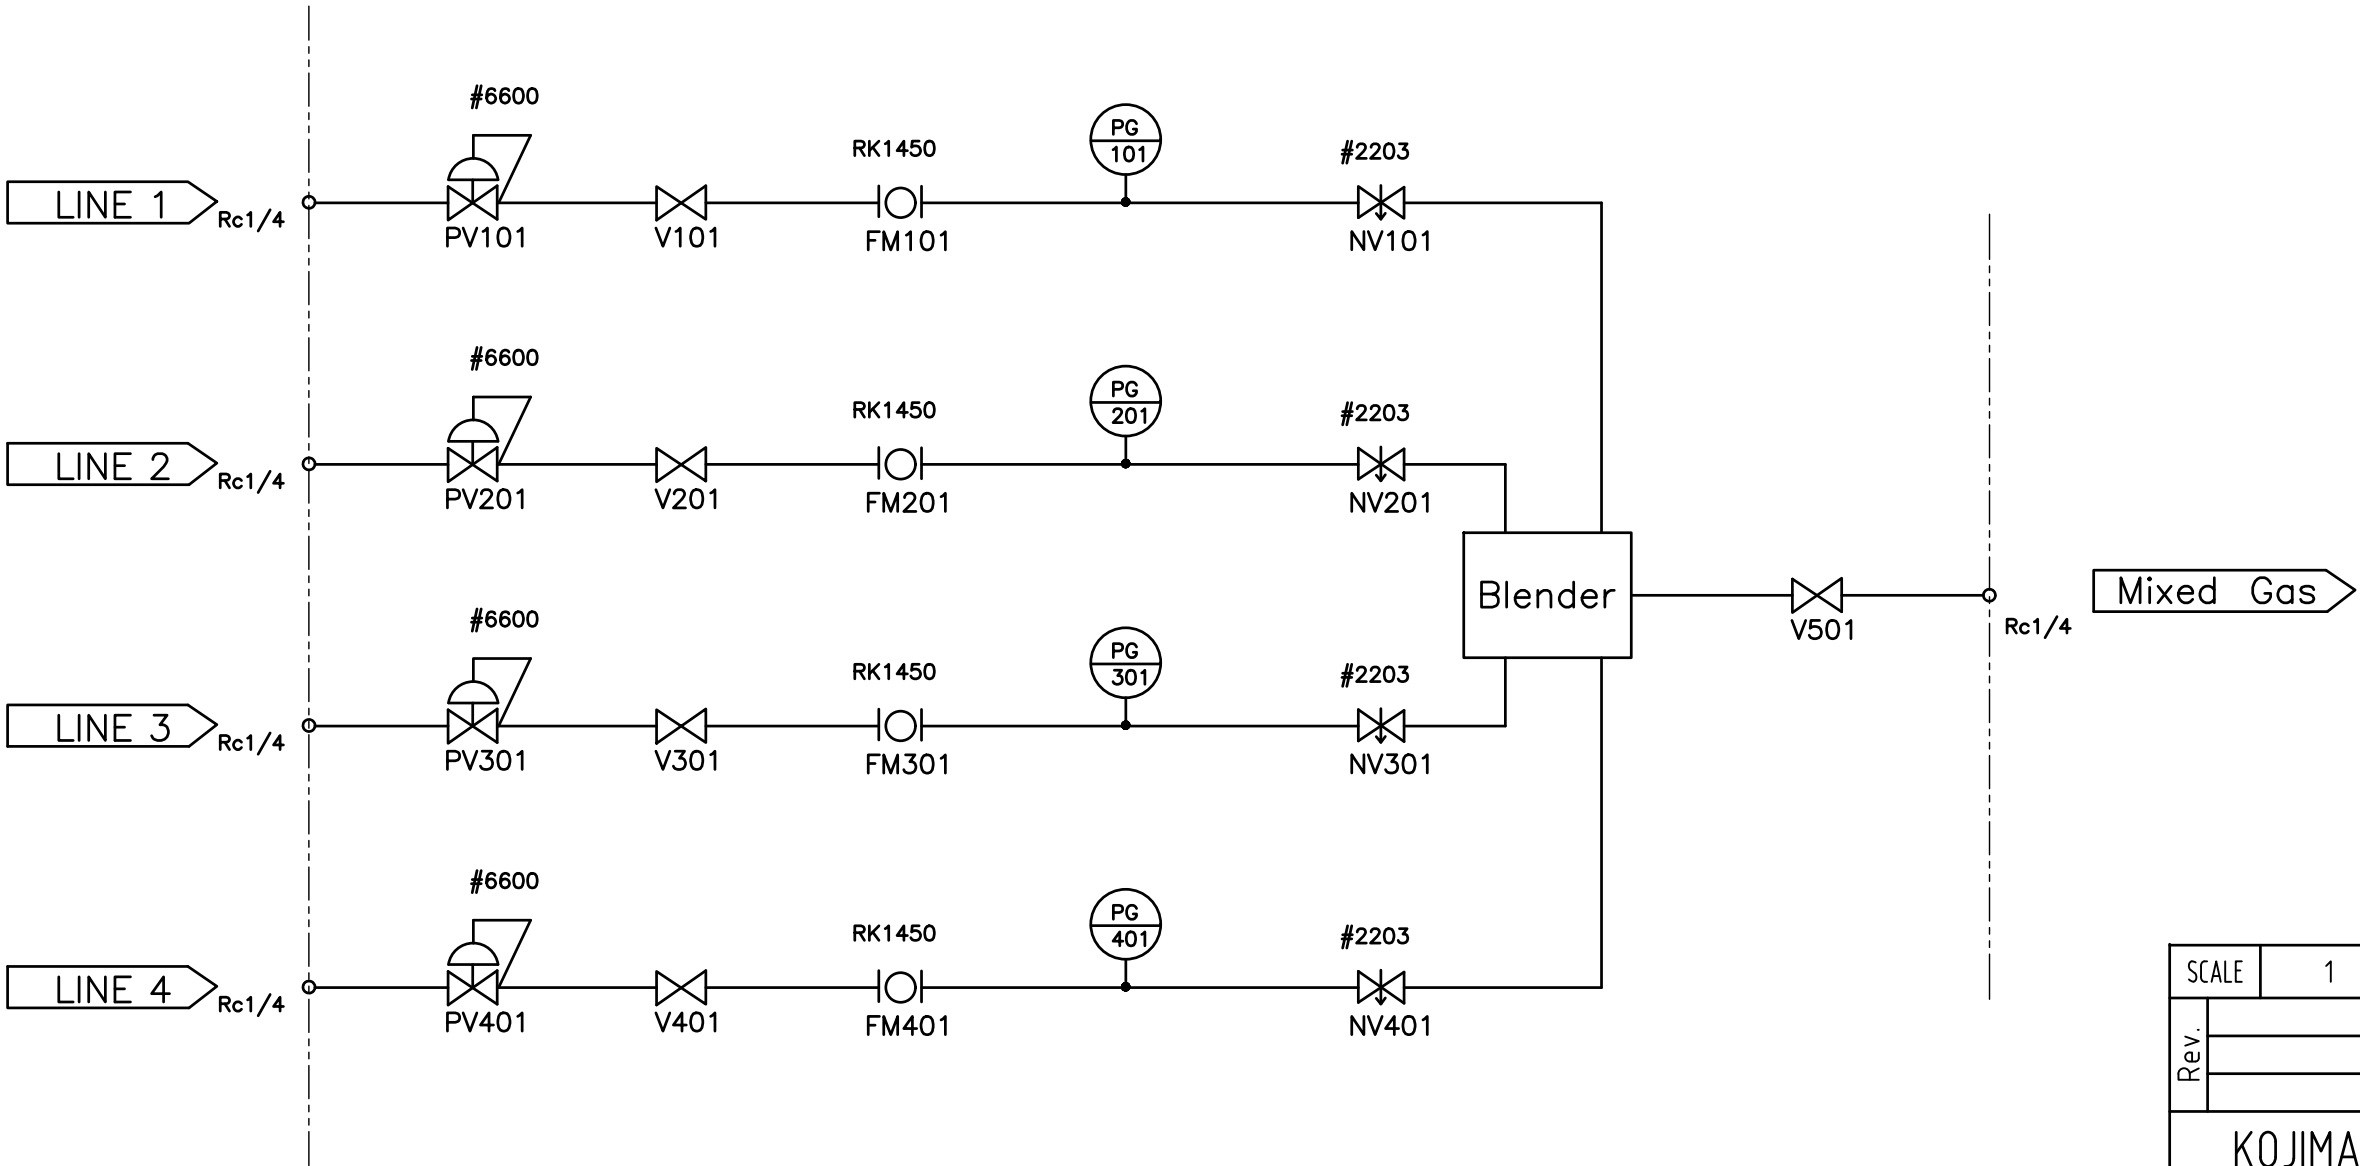 #6600
RK1450
PG
101
#2203
LINE 1
Rc1/4
PV101
V101
FM101
NV101
#6600
RK1450
PG
201
#2203
LINE 2
Rc1/4
PV201
V201
FM201
NV201
Blender
V501
Rc1/4
Mixed Gas
#6600
RK1450
PG
301
#2203
LINE 3
Rc1/4
PV301
V301
FM301
NV301
#6600
RK1450
PG
401
#2203
LINE 4
Rc1/4
PV401
V401
FM401
NV401
SCALE 1
Rev.
KOJIMA